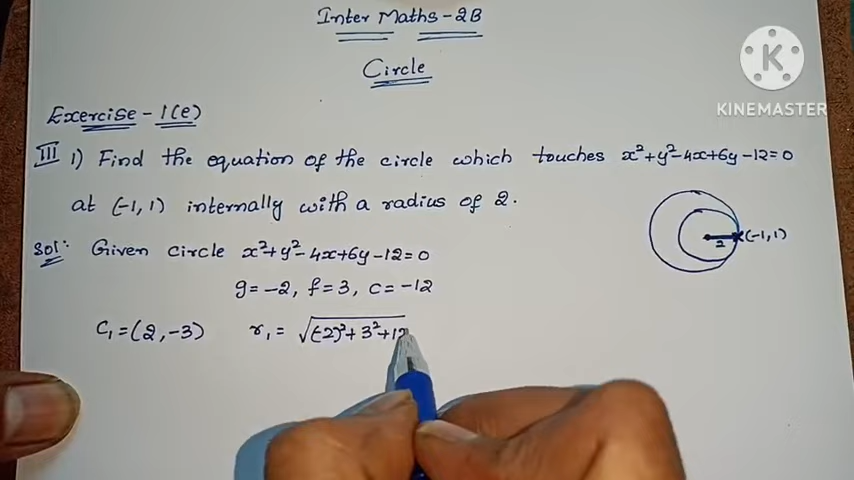 Inter Maths-2B
Circle
K
KINEMASTER
Exercise - 1(e)
III 1) Find the equation of the circle which touches x²+y²-4x+6y-12=0
at (-1,1) internally with a radius of 2.
Sol: Given circle x²+y²-4x+6y-12=0
2 (-1,1)
g=-2, f=3, c=-12
C₁=(2,-3) r₁= √(-2)²+3²+12